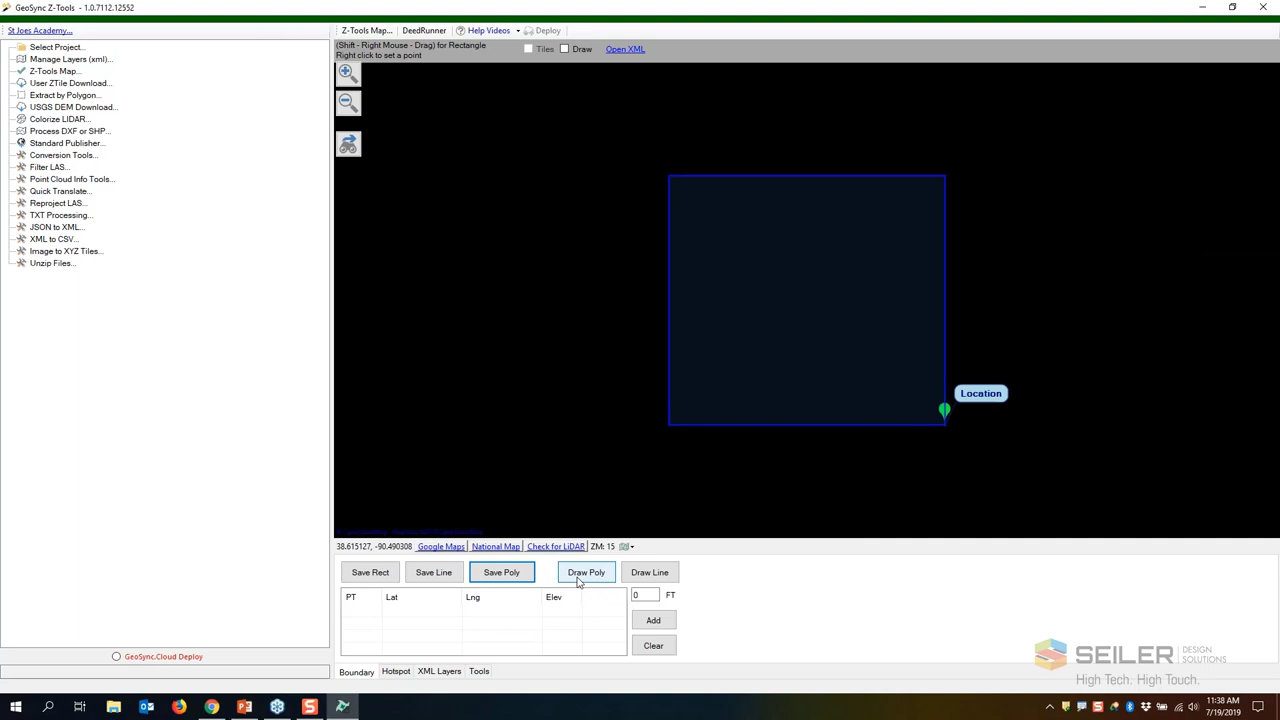 GeoSync Z-Tools - 1.0.7112.12552
St Joes Academy...
Select Project...
Manage Layers (xml)...
Z-Tools Map...
User ZTile Download...
Extract by Polygon...
USGS DEM Download...
Colorize LIDAR...
Process DXF or SHP...
Standard Publisher...
Conversion Tools...
Filter LAS...
Point Cloud Info Tools...
Quick Translate...
Reproject LAS...
TXT Processing...
JSON to XML...
XML to CSV...
Image to XYZ Tiles...
Unzip Files...
GeoSync.Cloud Deploy
Z-Tools Map... DeedRunner Help Videos Deploy
(Shift - Right Mouse - Drag) for Rectangle
Right click to set a point
Tiles Draw Open XML
Location
38.615127, -90.490308 Google Maps National Map Check for LiDAR ZM: 15
Save Rect Save Line Save Poly Draw Poly Draw Line
PT Lat Lng Elev
0 FT
Add
Clear
Boundary Hotspot XML Layers Tools
SEILER DESIGN SOLUTIONS
High Tech. High Touch.
11:38 AM
7/19/2019